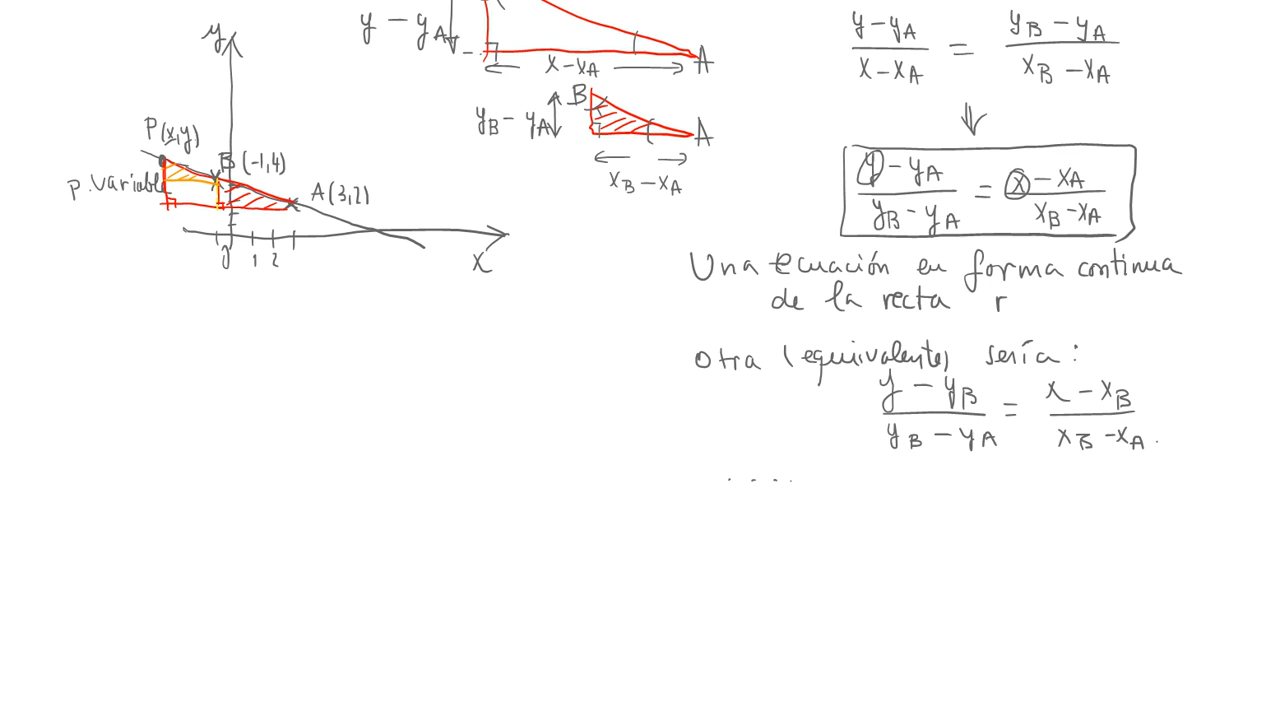 y
P(x,y)
B(-1,4)
p. variable
A(3,2)
0 1 2
x
y - yA
x - xA
A
B
yB - yA
A
xB - xA
y - yA / x - xA = yB - yA / xB - xA
⇓
y - yA / yB - yA = x - xA / xB - xA
Una ecuación en forma continua
de la recta r
otra (equivalente) sería:
y - yB / yB - yA = x - xB / xB - xA.